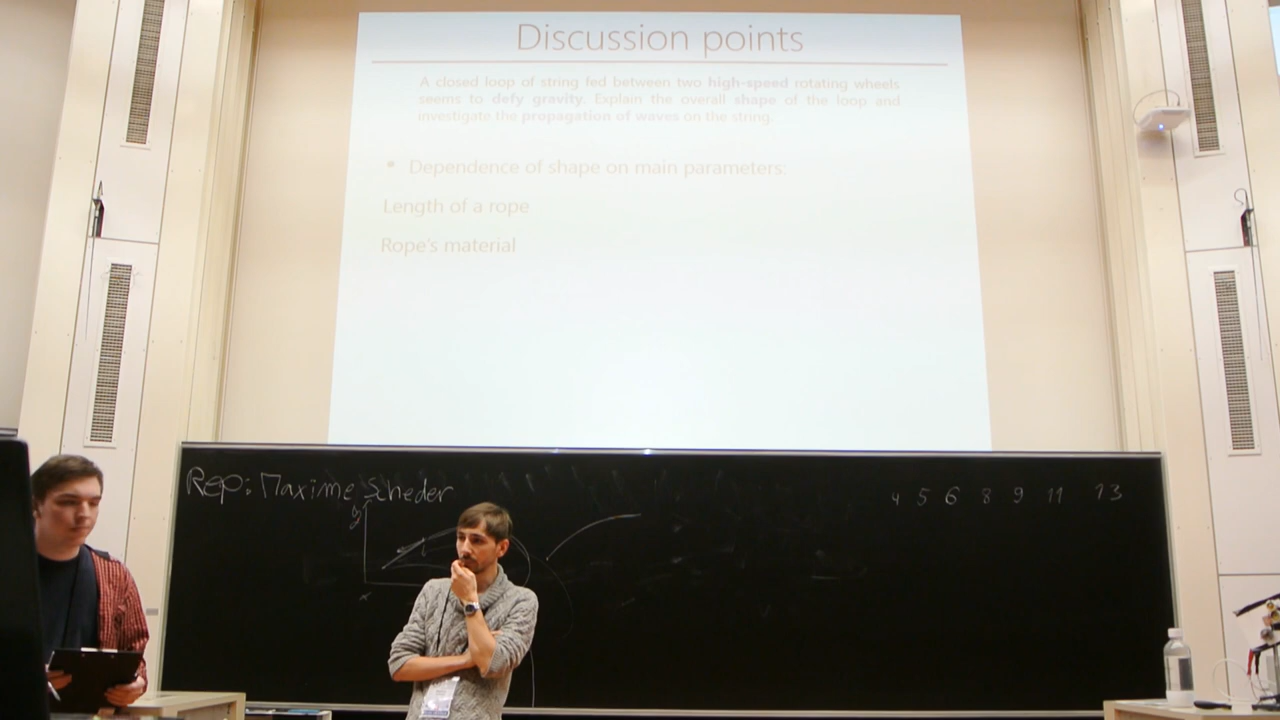 Discussion points
A closed loop of string fed between two high-speed rotating wheels
seems to defy gravity. Explain the overall shape of the loop and
investigate the propagation of waves on the string.
• Dependence of shape on main parameters:
Length of a rope
Rope's material
Rep: Maxime Scheder
4 5 6 8 9 11 13
y
x